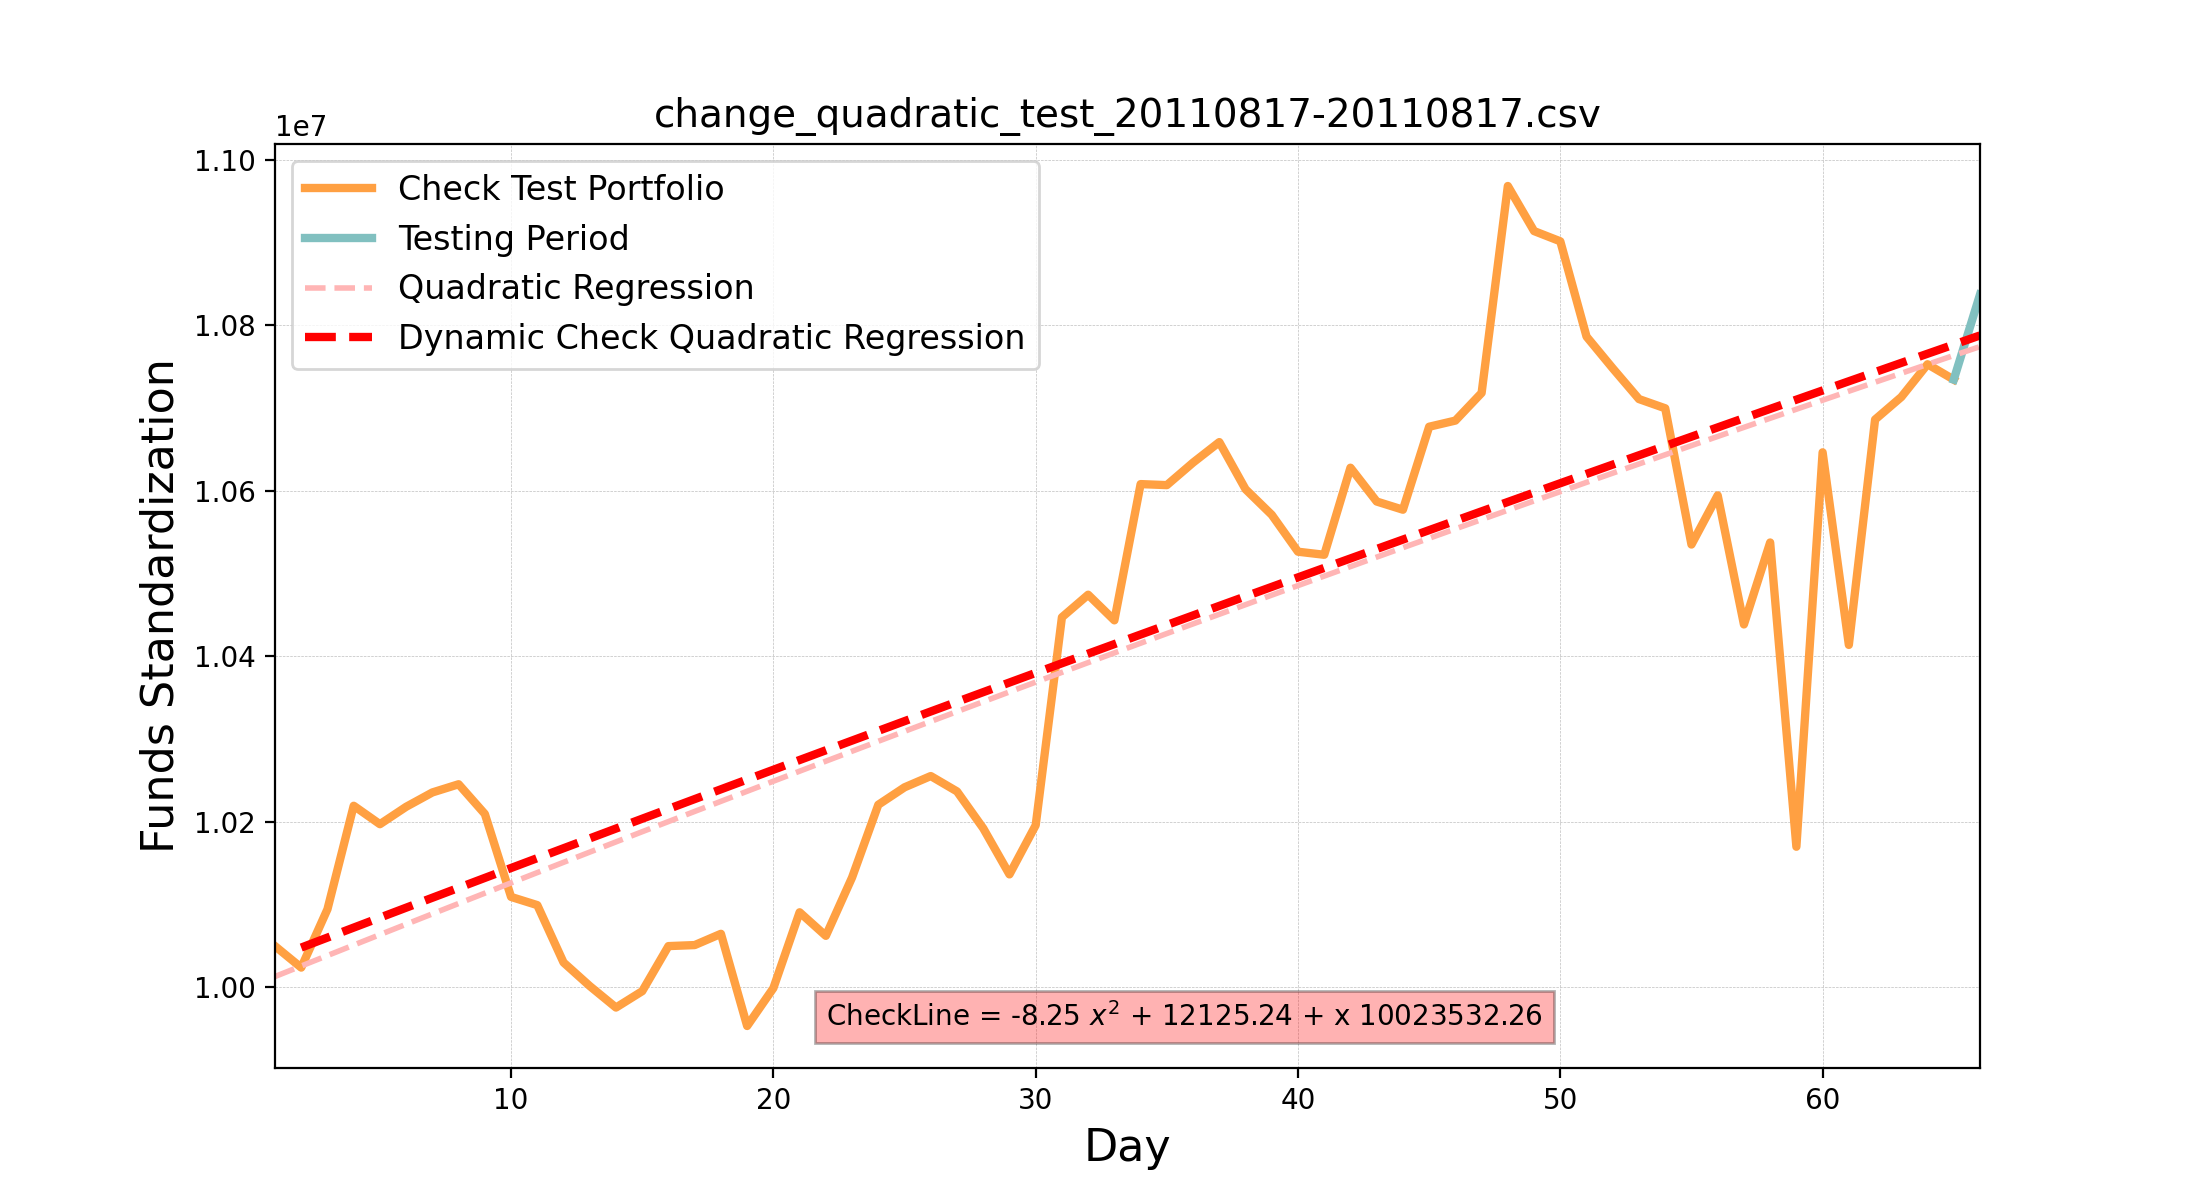 change_quadratic_test_20110817-20110817.csv
1e7
Check Test Portfolio
Testing Period
Quadratic Regression
Dynamic Check Quadratic Regression
1.10
1.08
1.06
1.04
1.02
1.00
Funds Standardization
CheckLine = -8.25 x² + 12125.24 + x 10023532.26
10 20 30 40 50 60
Day